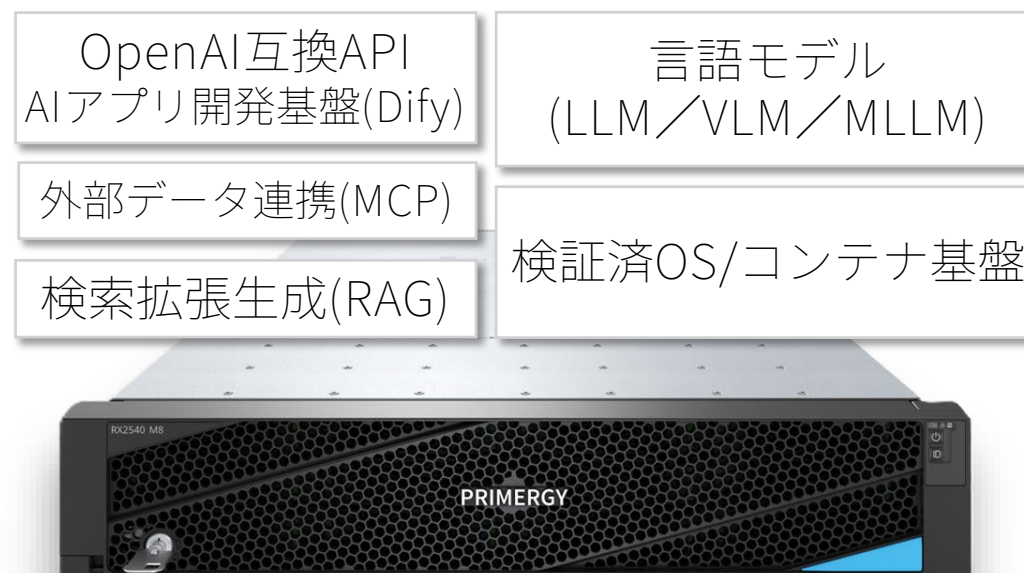 OpenAI互換API
AIアプリ開発基盤(Dify)
外部データ連携(MCP)
検索拡張生成(RAG)
言語モデル
(LLM／VLM／MLLM)
検証済OS/コンテナ基盤
RX2540 M8
PRIMERGY
ID